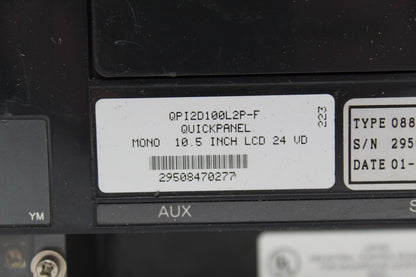 QPI2D100L2P-F
QUICKPANEL
MONO 10.5 INCH LCD 24 VD
223
29508470277
TYPE 088
S/N 295
DATE 01-
YM
AUX
S